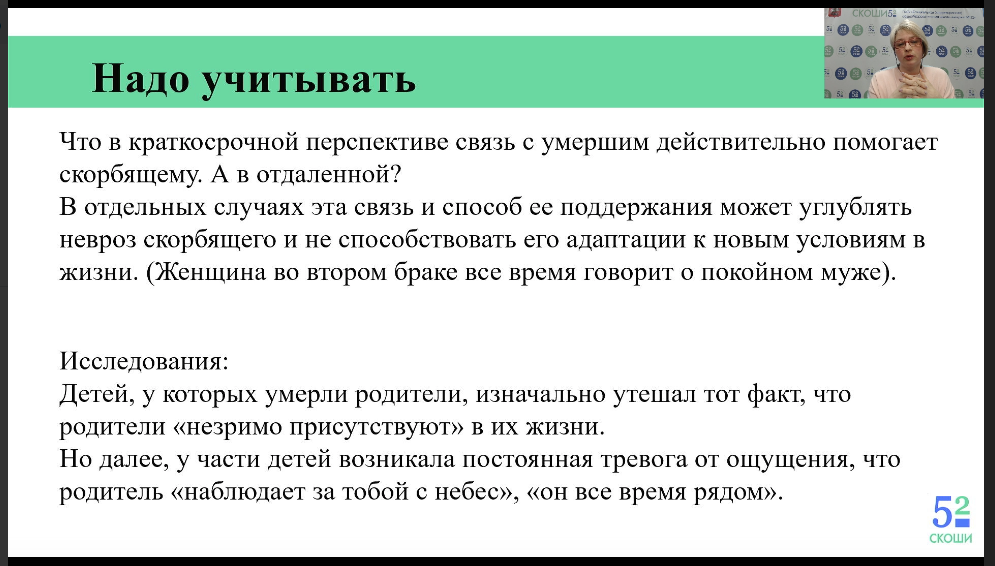 СКОШИ52
Надо учитывать
Что в краткосрочной перспективе связь с умершим действительно помогает
скорбящему. А в отдаленной?
В отдельных случаях эта связь и способ ее поддержания может углублять
невроз скорбящего и не способствовать его адаптации к новым условиям в
жизни. (Женщина во втором браке все время говорит о покойном муже).
Исследования:
Детей, у которых умерли родители, изначально утешал тот факт, что
родители «незримо присутствуют» в их жизни.
Но далее, у части детей возникала постоянная тревога от ощущения, что
родитель «наблюдает за тобой с небес», «он все время рядом».
52
СКОШИ